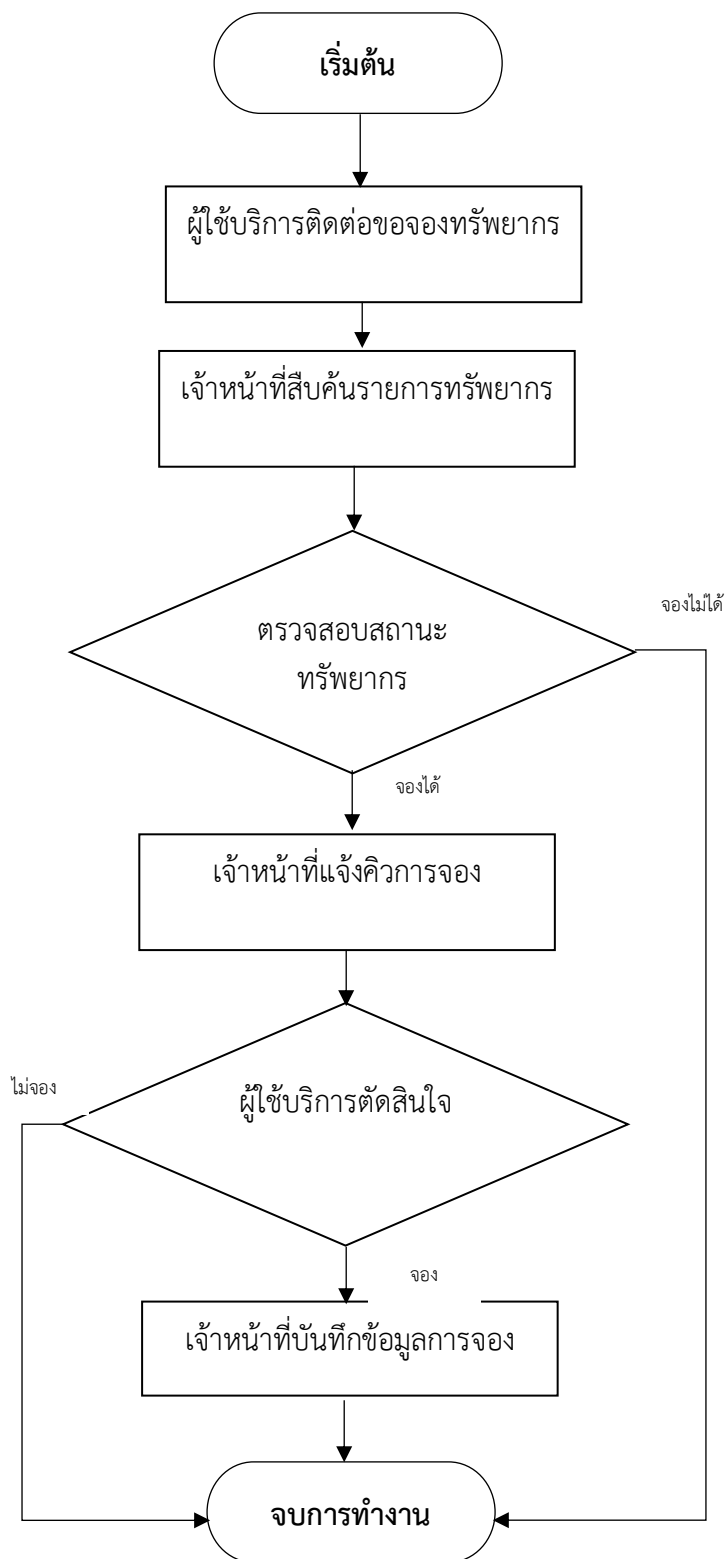 เริ่มต้น
ผู้ใช้บริการติดต่อขอจองทรัพยากร
เจ้าหน้าที่สืบค้นรายการทรัพยากร
จองไม่ได้
ตรวจสอบสถานะ
ทรัพยากร
จองได้
เจ้าหน้าที่แจ้งคิวการจอง
ไม่จอง
ผู้ใช้บริการตัดสินใจ
จอง
เจ้าหน้าที่บันทึกข้อมูลการจอง
จบการทำงาน